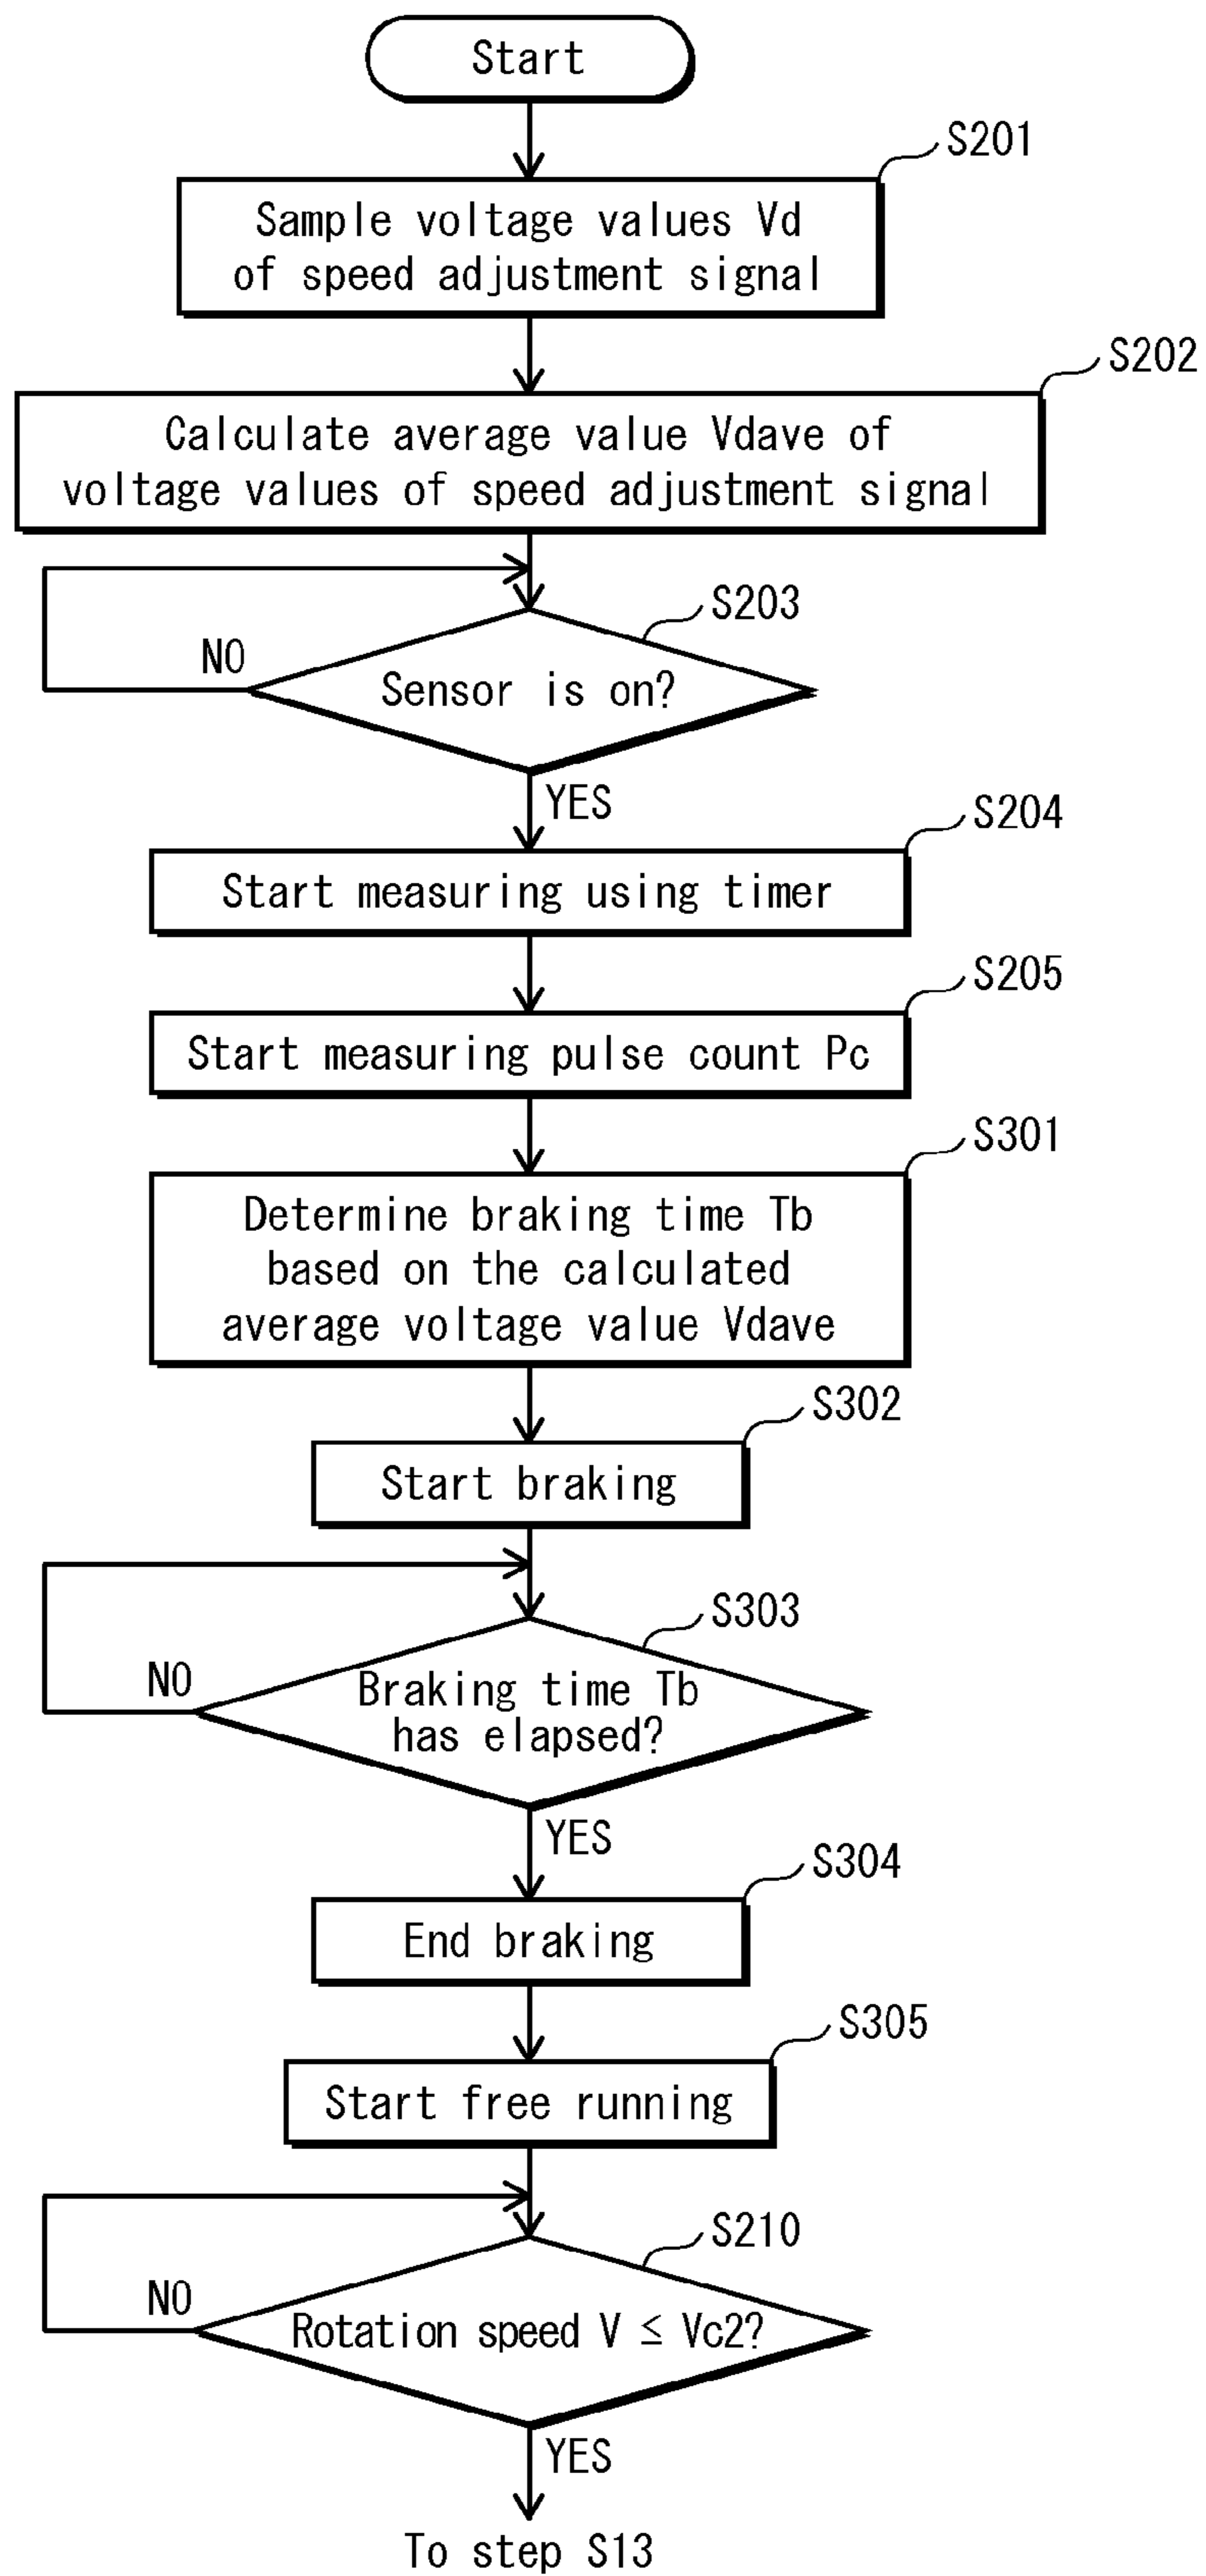 Start
S201
Sample voltage values Vd
of speed adjustment signal
S202
Calculate average value Vdave of
voltage values of speed adjustment signal
S203
NO
Sensor is on?
YES
S204
Start measuring using timer
S205
Start measuring pulse count Pc
S301
Determine braking time Tb
based on the calculated
average voltage value Vdave
S302
Start braking
S303
NO
Braking time Tb
has elapsed?
YES
S304
End braking
S305
Start free running
S210
NO
Rotation speed V ≤ Vc2?
YES
To step S13